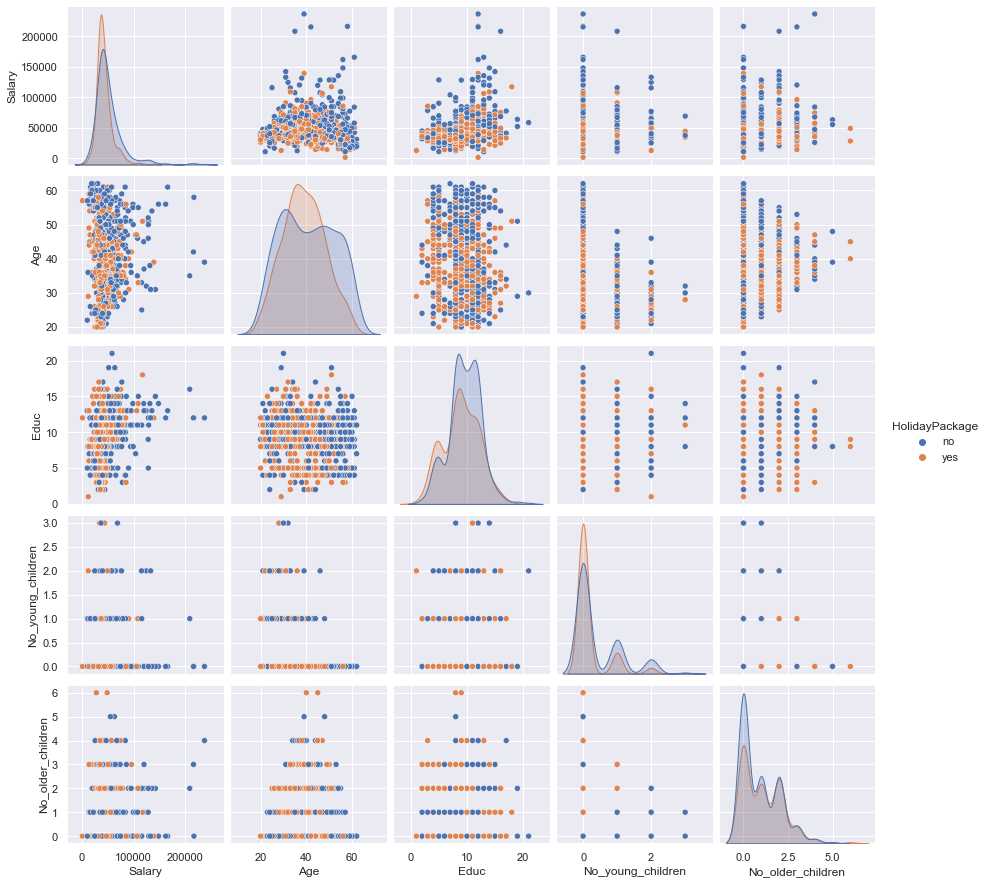 200000
150000
100000
50000
0
Salary
60
50
40
30
20
Age
20
15
10
5
0
Educ
HolidayPackage
no
yes
3.0
2.5
2.0
1.5
1.0
0.5
0.0
No_young_children
6
5
4
3
2
1
0
No_older_children
0 100000 200000
20 40 60
0 10 20
0 2
0.0 2.5 5.0
Salary
Age
Educ
No_young_children
No_older_children